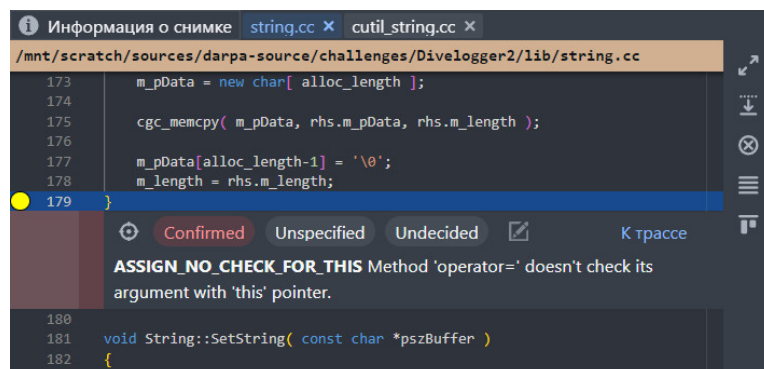 Информация о снимке string.cc × cutil_string.cc ×
/mnt/scratch/sources/darpa-source/challenges/Divelogger2/lib/string.cc
173 m_pData = new char[ alloc_length ];
174
175 cgc_memcpy( m_pData, rhs.m_pData, rhs.m_length );
176
177 m_pData[alloc_length-1] = '\0';
178 m_length = rhs.m_length;
179 }
Confirmed Unspecified Undecided К трассе
ASSIGN_NO_CHECK_FOR_THIS Method 'operator=' doesn't check its
argument with 'this' pointer.
180
181 void String::SetString( const char *pszBuffer )
182 {